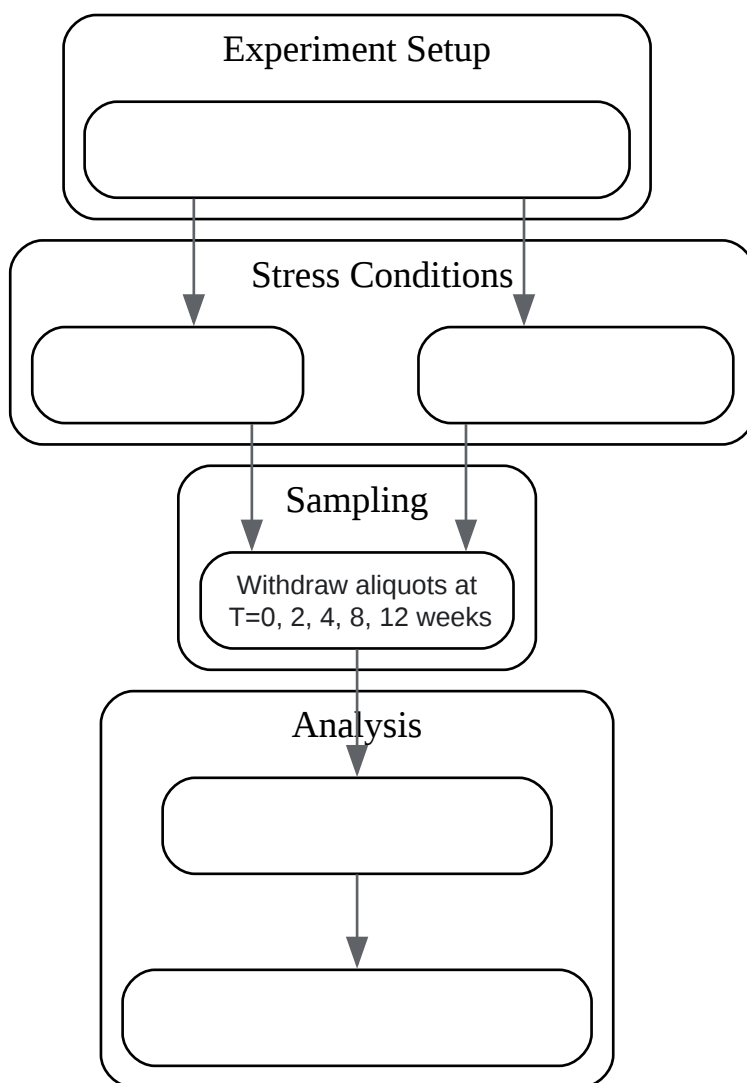 Experiment Setup
Stress Conditions
Sampling
Withdraw aliquots at
T=0, 2, 4, 8, 12 weeks
Analysis